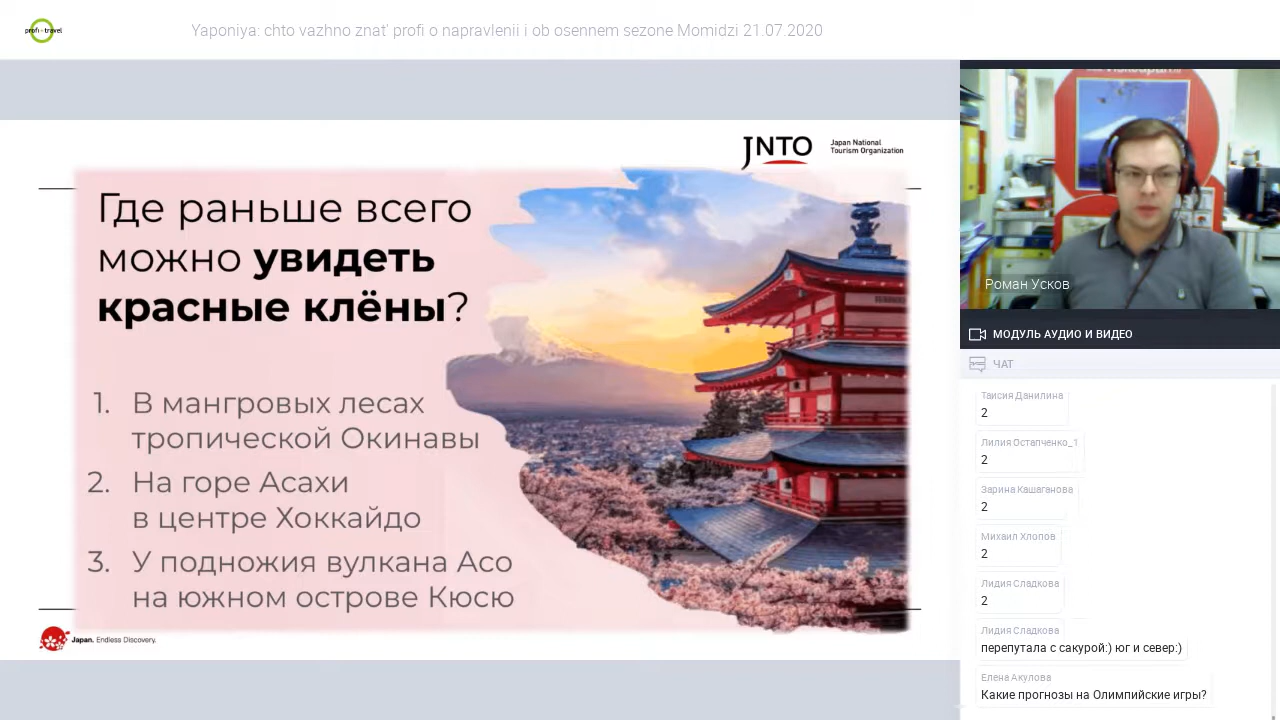 profi travel
Yaponiya: chto vazhno znat' profi o napravlenii i ob osennem sezone Momidzi 21.07.2020
JNTO
Japan National
Tourism Organization
Где раньше всего
можно увидеть
красные клёны?
1. В мангровых лесах
тропической Окинавы
2. На горе Асахи
в центре Хоккайдо
3. У подножия вулкана Асо
на южном острове Кюсю
Japan. Endless Discovery.
Роман Усков
МОДУЛЬ АУДИО И ВИДЕО
ЧАТ
Таисия Данилина
2
Лилия Остапченко_1
2
Зарина Кашаганова
2
Михаил Хлопов
2
Лидия Сладкова
2
Лидия Сладкова
перепутала с сакурой:) юг и север:)
Елена Акулова
Какие прогнозы на Олимпийские игры?